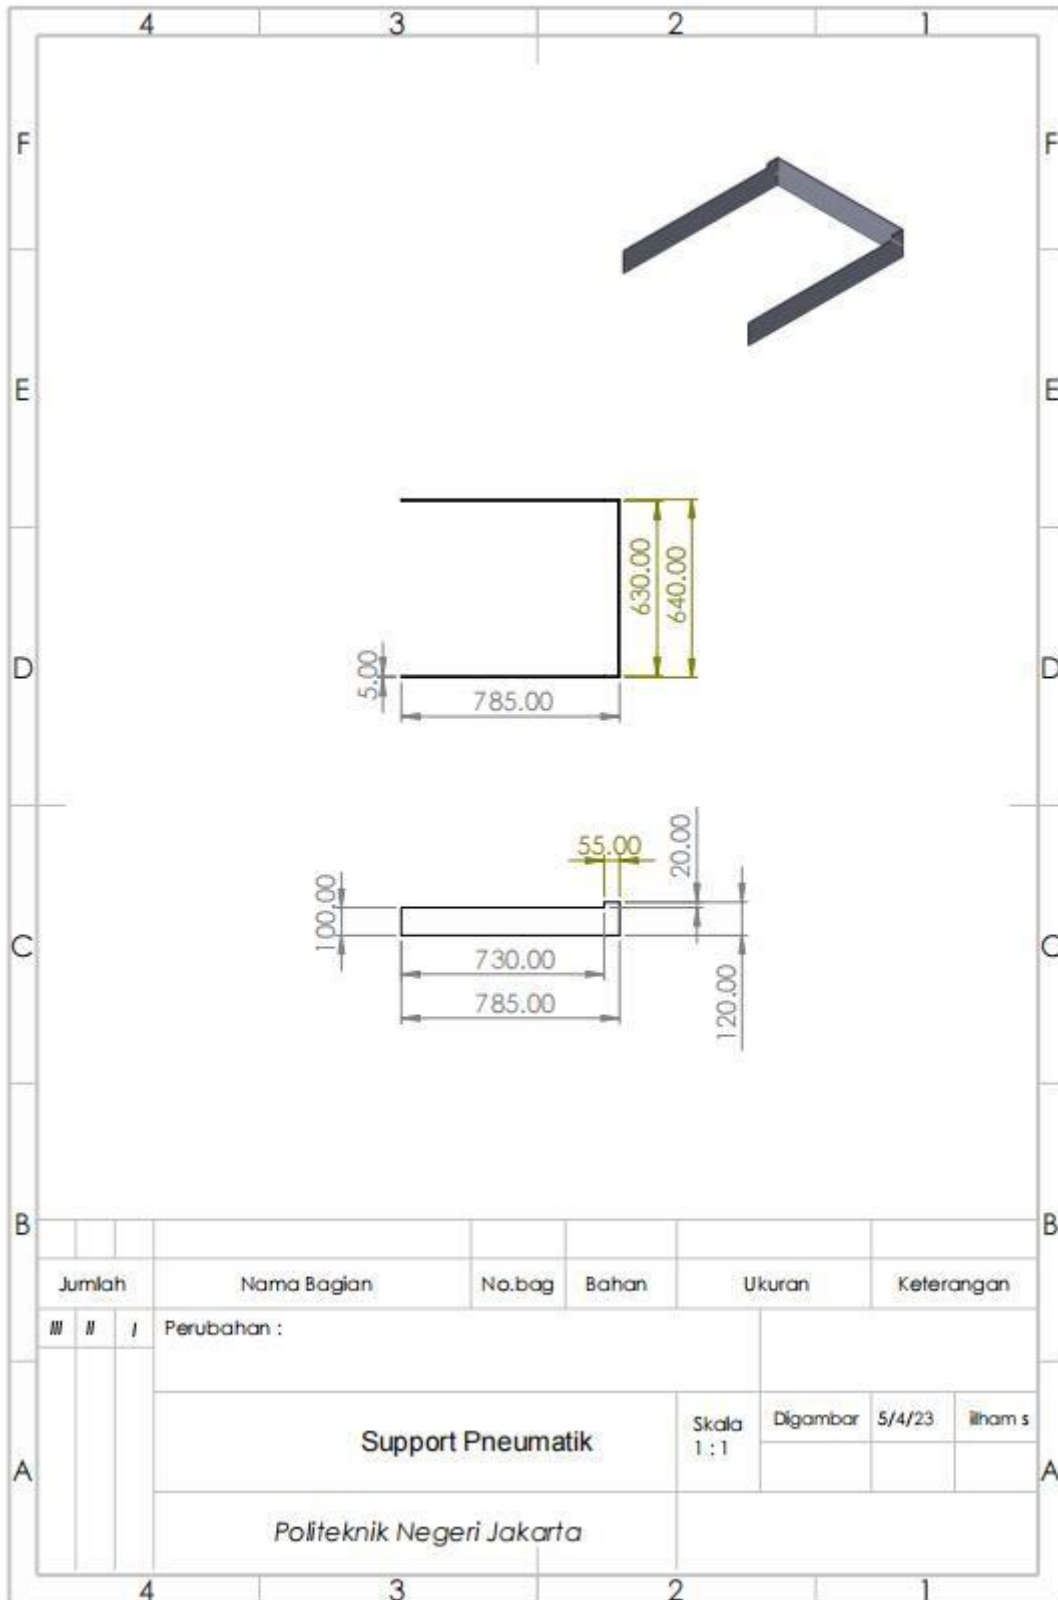 4 3 2 1
F F
E E
630.00
640.00
D D
5.00
785.00
55.00
20.00
100.00
C C
730.00
785.00
120.00
B B
Jumlah Nama Bagian No.bag Bahan Ukuran Keterangan
III II I Perubahan :
Support Pneumatik
Skala
1 : 1
Digambar 5/4/23 ilham s
A A
Politeknik Negeri Jakarta
4 3 2 1